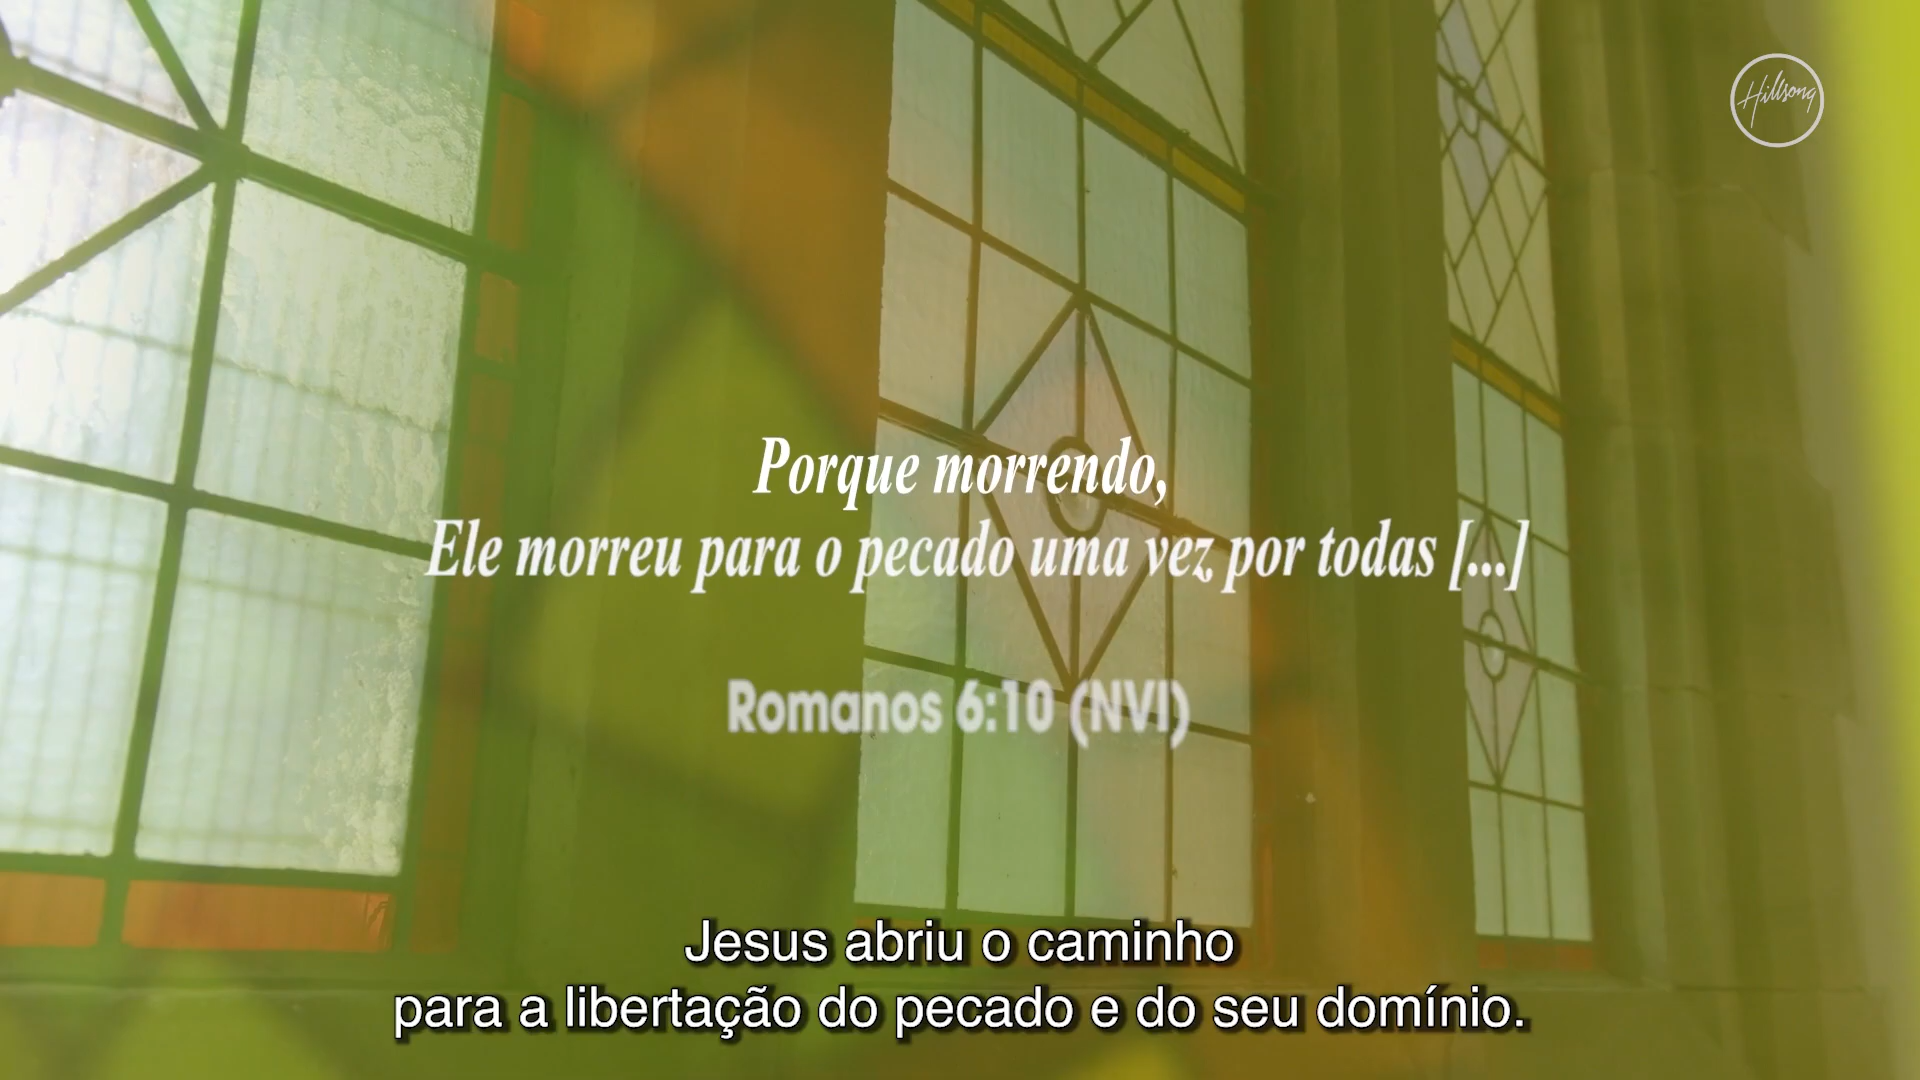 Hillsong
Porque morrendo,
Ele morreu para o pecado uma vez por todas [...]
Romanos 6:10 (NVI)
Jesus abriu o caminho
para a libertação do pecado e do seu domínio.